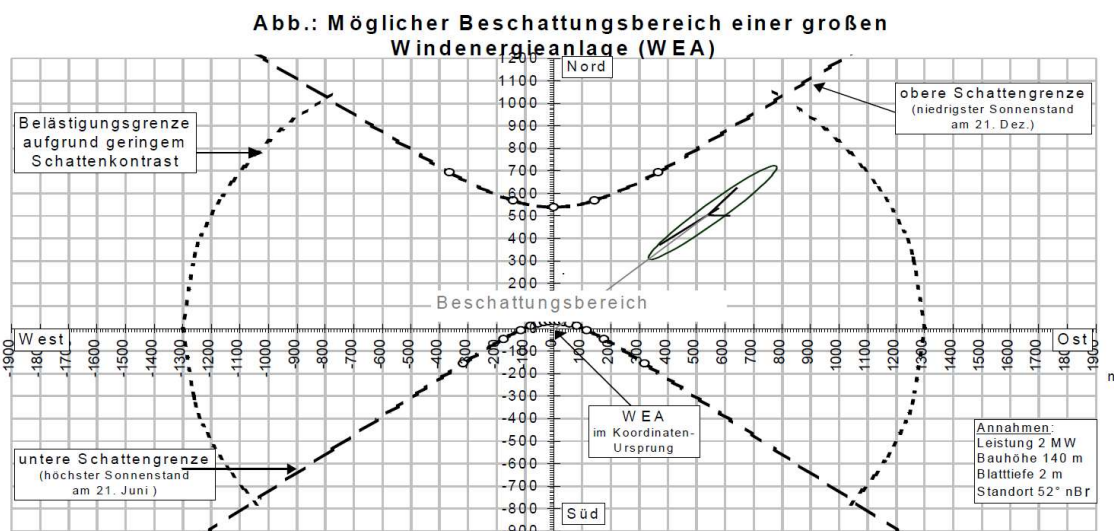 Abb.: Möglicher Beschattungsbereich einer großen
Windenergieanlage (WEA)
1200
Nord
1100
obere Schattengrenze
(niedrigster Sonnenstand
am 21. Dez.)
1000
Belästigungsgrenze
aufgrund geringem
Schattenkontrast
900
800
700
600
500
400
300
200
Beschattungsbereich
West
Ost
-1900 -1800 -1700 -1600 -1500 -1400 -1300 -1200 -1100 -1000 -900 -800 -700 -600 -500 -400 -300 -200 -100 0 100 200 300 400 500 600 700 800 900 1000 1100 1200 1300 1400 1500 1600 1700 1800 1900
m
-100
-200
-300
-400
WEA
im Koordinaten-
Ursprung
-500
Annahmen:
Leistung 2 MW
Bauhöhe 140 m
Blatttiefe 2 m
Standort 52° nBr
untere Schattengrenze
(höchster Sonnenstand
am 21. Juni )
-600
-700
-800
Süd
-900